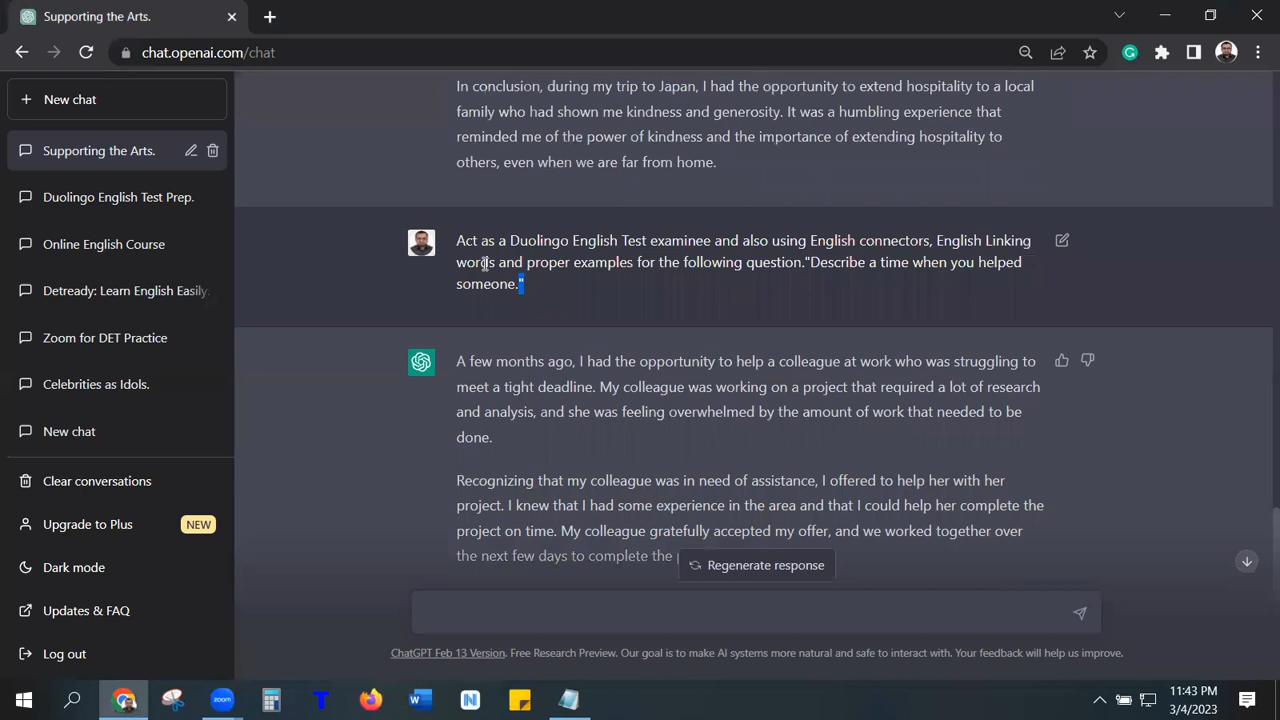 Supporting the Arts.
chat.openai.com/chat
New chat
Supporting the Arts.
Duolingo English Test Prep.
Online English Course
Detready: Learn English Easily.
Zoom for DET Practice
Celebrities as Idols.
New chat
Clear conversations
Upgrade to Plus NEW
Dark mode
Updates & FAQ
Log out
In conclusion, during my trip to Japan, I had the opportunity to extend hospitality to a local
family who had shown me kindness and generosity. It was a humbling experience that
reminded me of the power of kindness and the importance of extending hospitality to
others, even when we are far from home.
Act as a Duolingo English Test examinee and also using English connectors, English Linking
words and proper examples for the following question."Describe a time when you helped
someone."
A few months ago, I had the opportunity to help a colleague at work who was struggling to
meet a tight deadline. My colleague was working on a project that required a lot of research
and analysis, and she was feeling overwhelmed by the amount of work that needed to be
done.
Recognizing that my colleague was in need of assistance, I offered to help her with her
project. I knew that I had some experience in the area and that I could help her complete the
project on time. My colleague gratefully accepted my offer, and we worked together over
the next few days to complete the
Regenerate response
ChatGPT Feb 13 Version. Free Research Preview. Our goal is to make AI systems more natural and safe to interact with. Your feedback will help us improve.
zoom
T
W
N
11:43 PM
3/4/2023